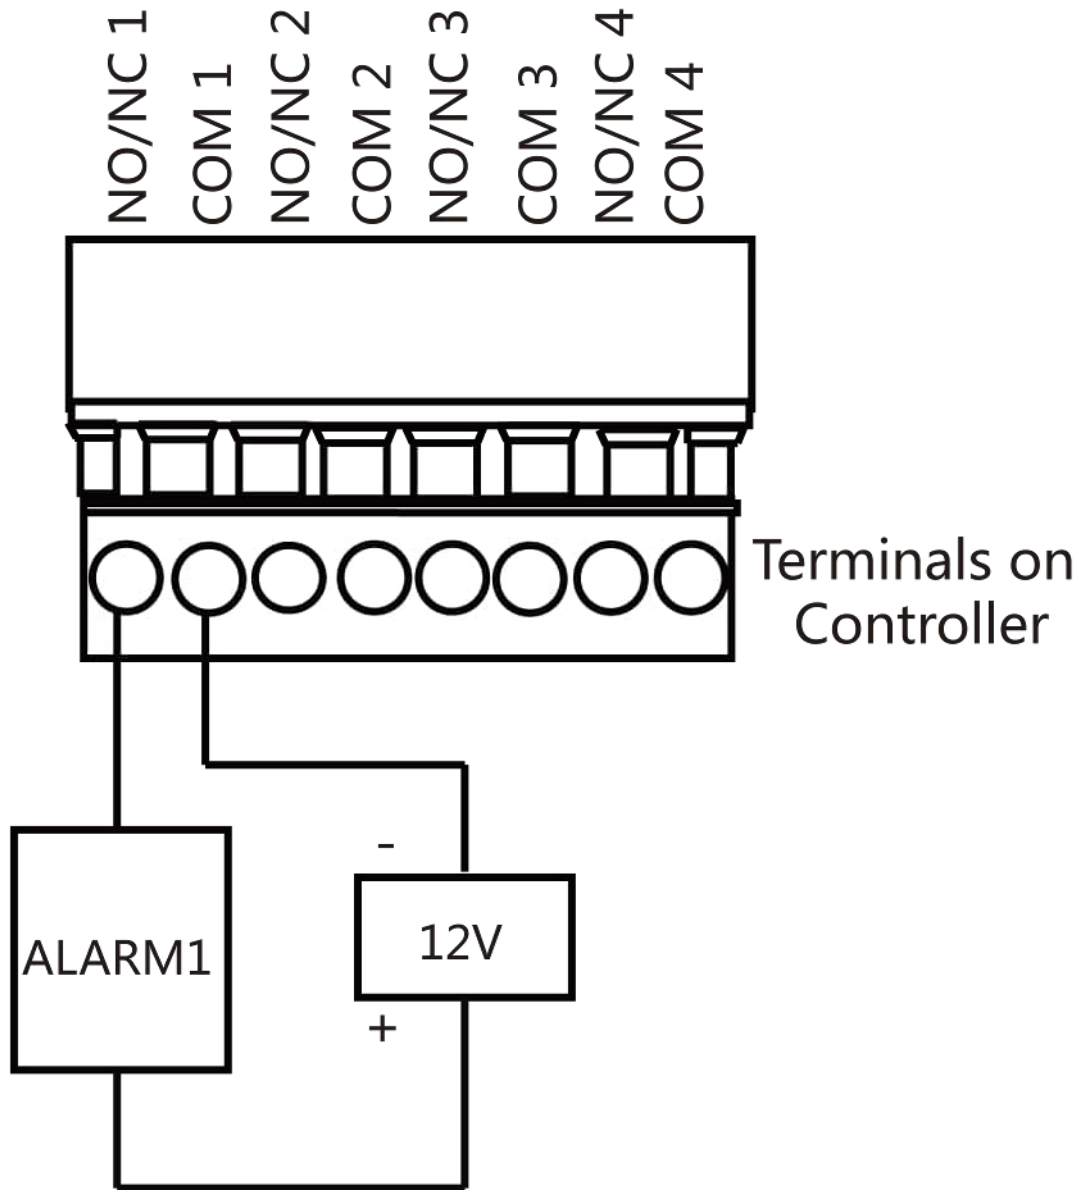 NO/NC 1
COM 1
NO/NC 2
COM 2
NO/NC 3
COM 3
NO/NC 4
COM 4
Terminals on
Controller
-
12V
ALARM1
+